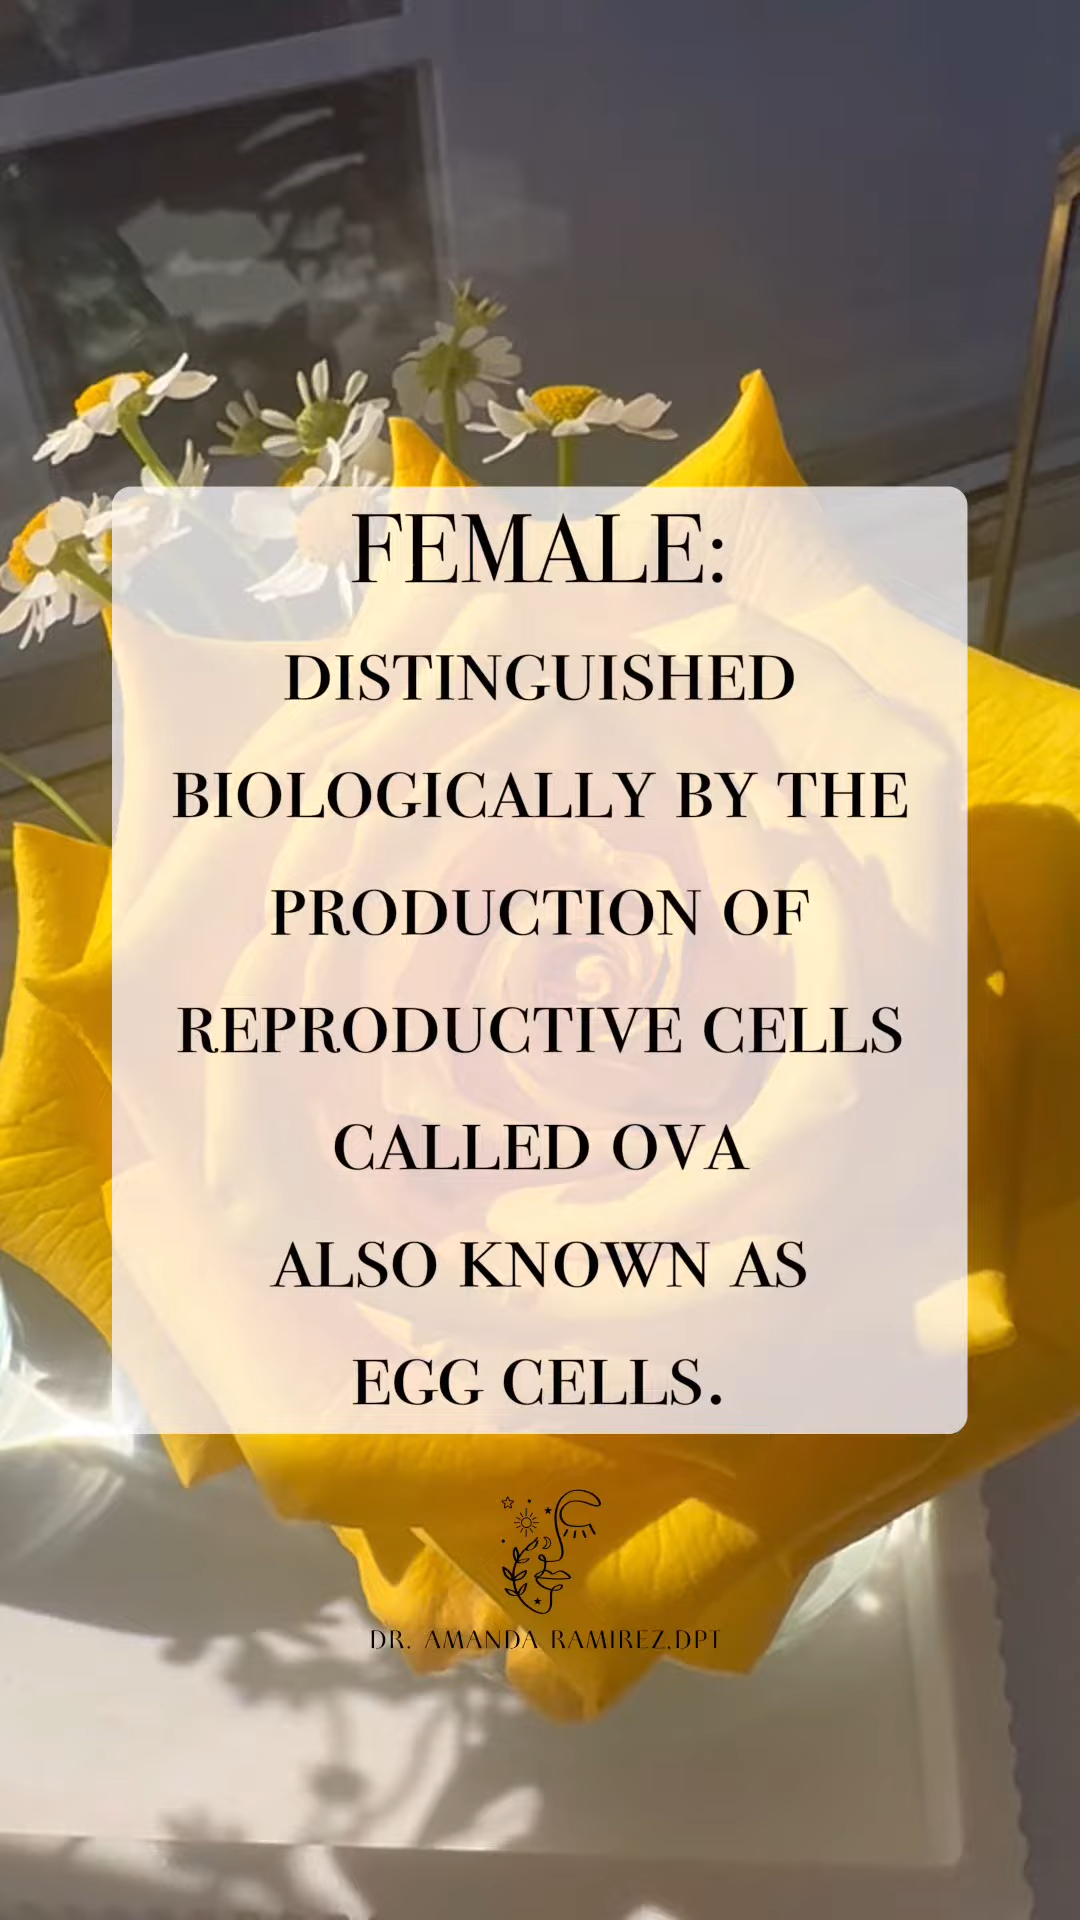 FEMALE:
DISTINGUISHED
BIOLOGICALLY BY THE
PRODUCTION OF
REPRODUCTIVE CELLS
CALLED OVA
ALSO KNOWN AS
EGG CELLS.
DR. AMANDA RAMIREZ,DPT